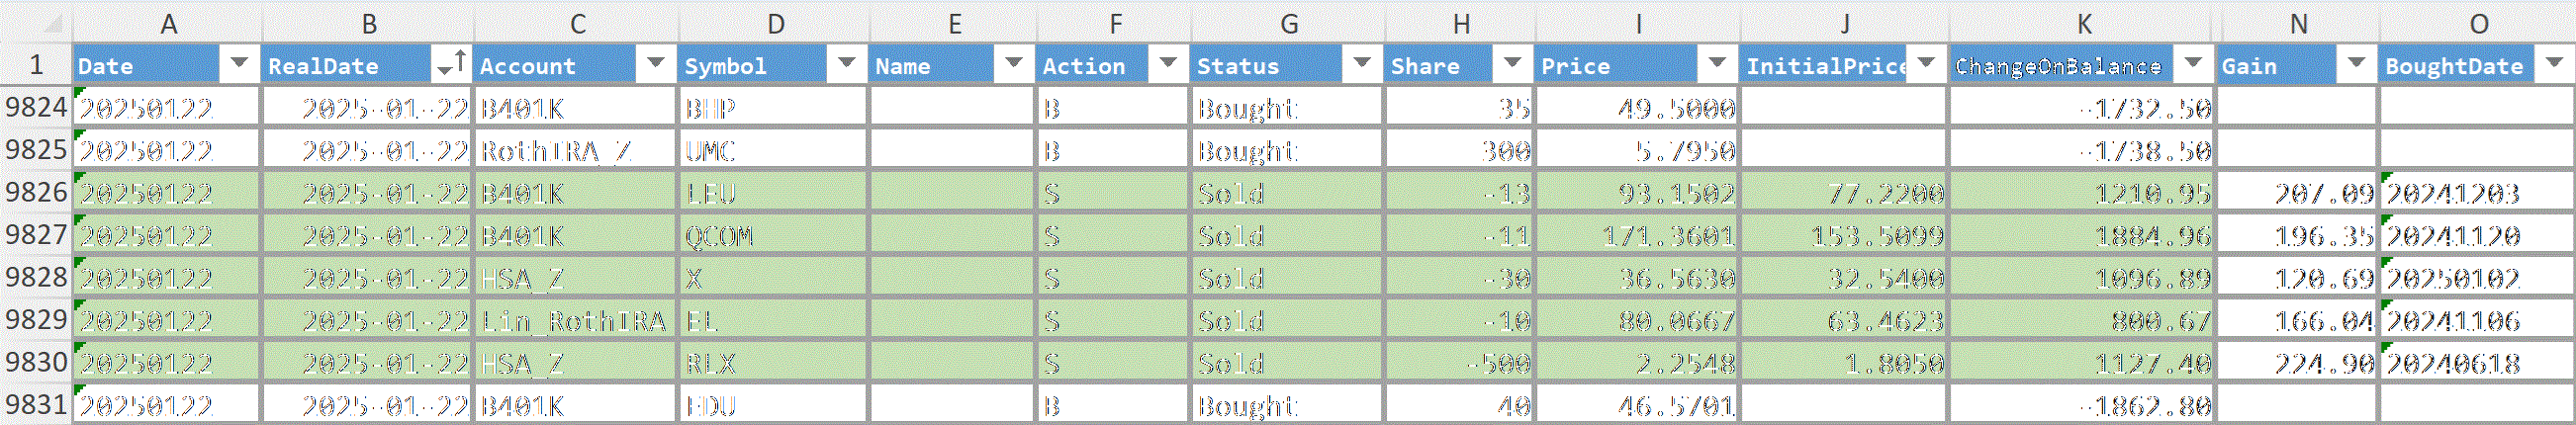 A B C D E F G H I J K N O
1 Date RealDate Account Symbol Name Action Status Share Price InitialPrice ChangeOnBalance Gain BoughtDate
9824 20250122 2025-01-22 B401K BHP B Bought 35 49.5000 -1732.50
9825 20250122 2025-01-22 RothIRA_Z UMC B Bought 300 5.7950 -1738.50
9826 20250122 2025-01-22 B401K LEU S Sold -13 93.1502 77.2200 1210.95 207.09 20241203
9827 20250122 2025-01-22 B401K QCOM S Sold -11 171.3601 153.5099 1884.96 196.35 20241120
9828 20250122 2025-01-22 HSA_Z X S Sold -30 36.5630 32.5400 1096.89 120.69 20250102
9829 20250122 2025-01-22 Lin_RothIRA EL S Sold -10 80.0667 63.4623 800.67 166.04 20241106
9830 20250122 2025-01-22 HSA_Z RLX S Sold -500 2.2548 1.8050 1127.40 224.90 20240618
9831 20250122 2025-01-22 B401K EDU B Bought 40 46.5701 -1862.80